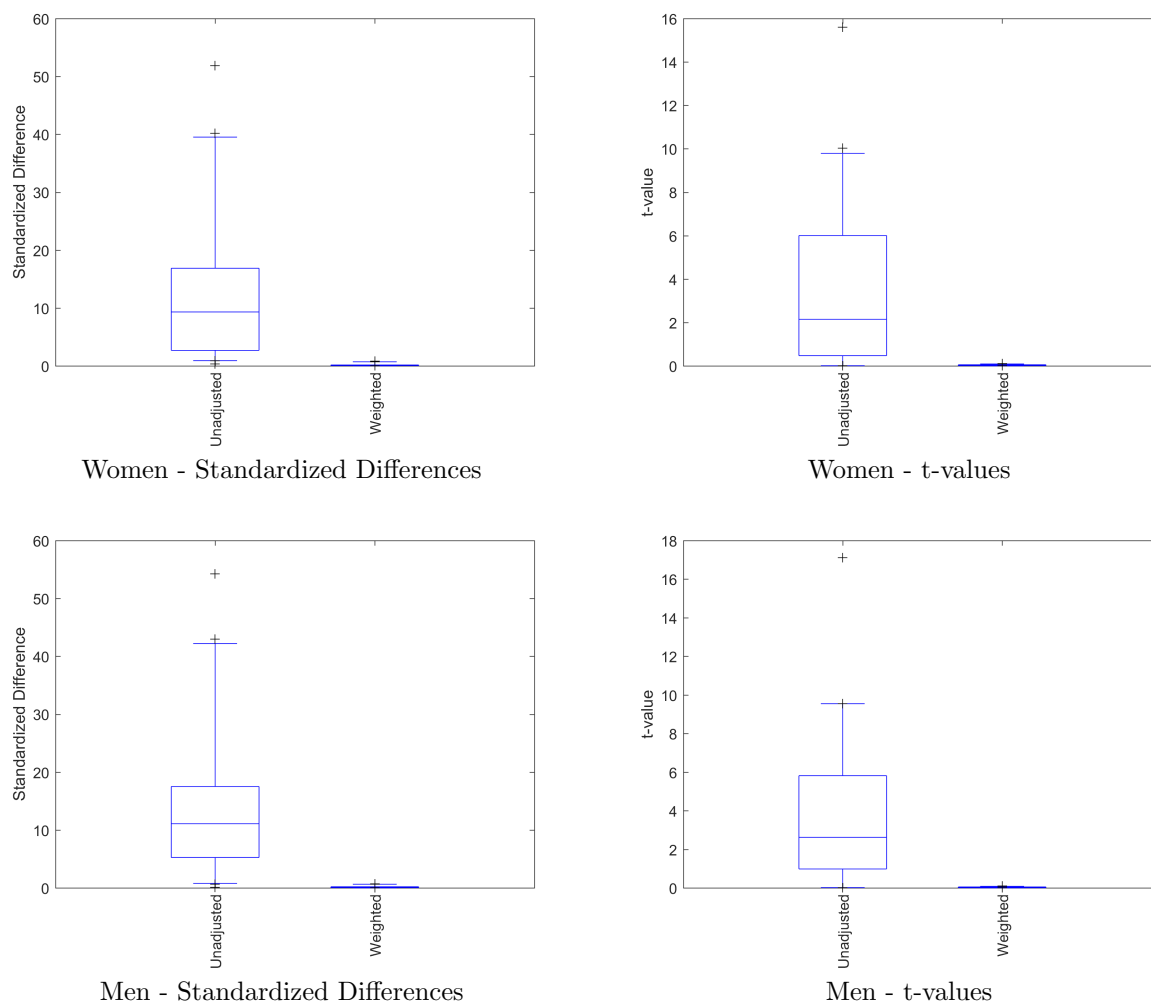 60
50
40
30
20
10
0
Standardized Difference
Unadjusted
Weighted
Women - Standardized Differences
16
14
12
10
8
6
4
2
0
t-value
Unadjusted
Weighted
Women - t-values
60
50
40
30
20
10
0
Standardized Difference
Unadjusted
Weighted
Men - Standardized Differences
18
16
14
12
10
8
6
4
2
0
t-value
Unadjusted
Weighted
Men - t-values